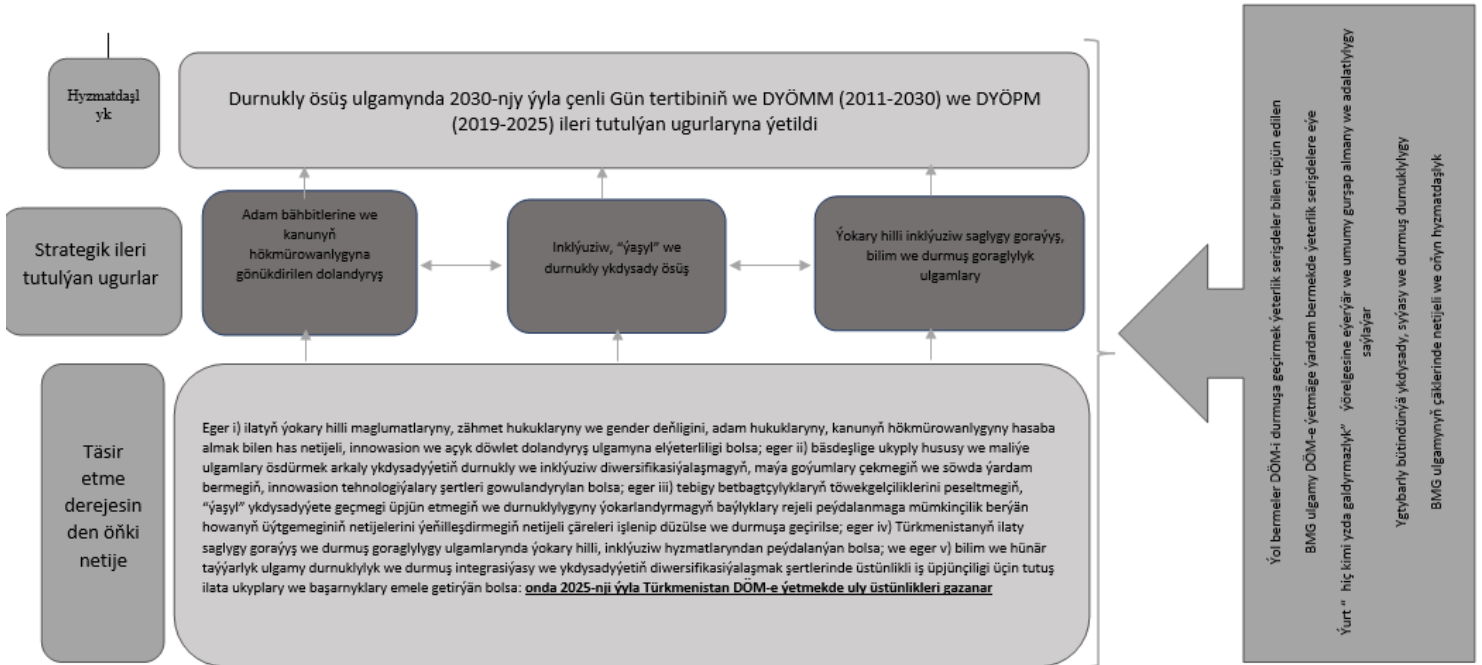 Hyzmatdaşl
yk
Durnukly ösüş ulgamynda 2030-njy ýyla çenli Gün tertibiniň we DYÖMM (2011-2030) we DYÖPM
(2019-2025) ileri tutulýan ugurlaryna ýetildi
Strategik ileri
tutulýan ugurlar
Adam bähbitlerine we
kanunyň
hökmürowanlygyna
gönükdirilen dolandyryş
Inklýuziw, “ýaşyl” we
durnukly ykdysady ösüş
Ýokary hilli inklýuziw saglygy goraýyş,
bilim we durmuş goraglylyk
ulgamlary
Täsir
etme
derejesin
den öňki
netije
Eger i) ilatyň ýokary hilli maglumatlaryny, zähmet hukuklaryny we gender deňligini, adam hukuklaryny, kanunyň hökmürowanlygyny hasaba
almak bilen has netijeli, innowasion we açyk döwlet dolandyryş ulgamyna elýeterliligi bolsa; eger ii) bäsdeşlige ukyply hususy we maliýe
ulgamlary ösdürmek arkaly ykdysadyýetiň durnukly we inklýuziw diwersifikasiýalaşmagyň, maýa goýumlary çekmegiň we söwda ýardam
bermegiň, innowasion tehnologiýalary şertleri gowulandyrylan bolsa; eger iii) tebigy betbagtçylyklaryň töwekgelçiliklerini peseltmegiň,
“ýaşyl” ykdysadyýete geçmegi üpjün etmegiň we durnuklylygyny ýokarlandyrmagyň baýlyklary rejeli peýdalanmaga mümkinçilik berýän
howanyň üýtgemeginiň netijelerini ýeňilleşdirmegiň netijeli çäreleri işlenip düzülse we durmuşa geçirilse; eger iv) Türkmenistanyň ilaty
saglygy goraýyş we durmuş goraglylygy ulgamlarynda ýokary hilli, inklýuziw hyzmatlaryndan peýdalanýan bolsa; we eger v) bilim we hünär
taýýarlyk ulgamy durnuklylyk we durmuş integrasiýasy we ykdysadyýetiň diwersifikasiýalaşmak şertlerinde üstünlikli iş üpjünçiligi üçin tutuş
ilata ukyplary we başarnyklary emele getirýän bolsa: onda 2025-nji ýyla Türkmenistan DÖM-e ýetmekde uly üstünlikleri gazanar
Ýol bermeler DÖM-i durmuşa geçirmek ýeterlik serişdeler bilen üpjün edilen
BMG ulgamy DÖM-e ýetmäge ýardam bermekde ýeterlik serişdelere eýe
Ýurt “ hiç kimi yzda galdyrmazlyk” ýörelgesine eýerýär we umumy gurşap almany we adalatlylygy
saýlaýar
Ygtybarly bütindünýä ykdysady, syýasy we durmuş durnuklylygy
BMG ulgamynyň çäklerinde netijeli we oňyn hyzmatdaşlyk